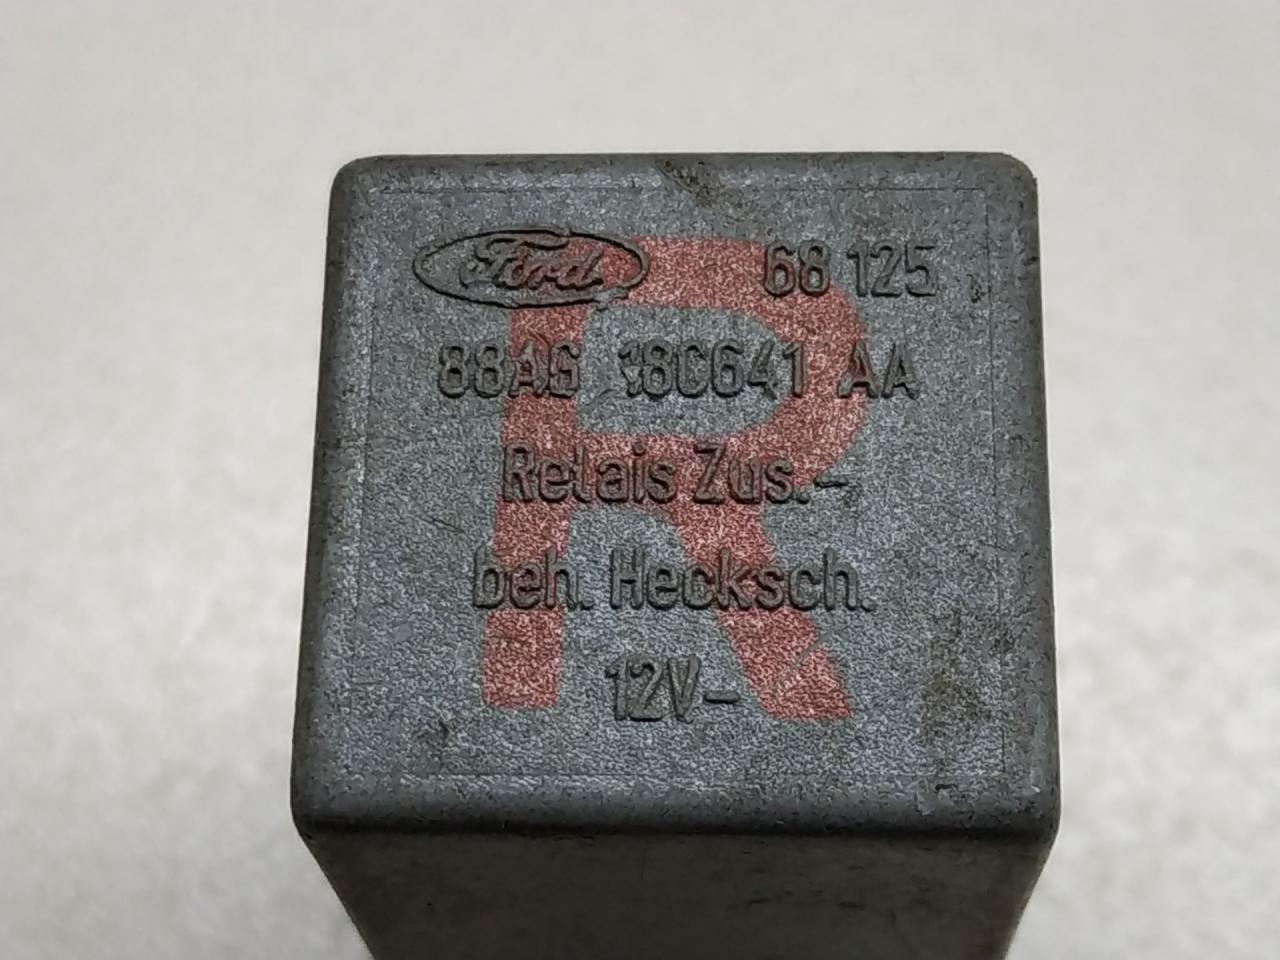 Ford 68 125
88AG 18C641 AA
Relais Zus.-
beh. Hecksch.
12V-
R